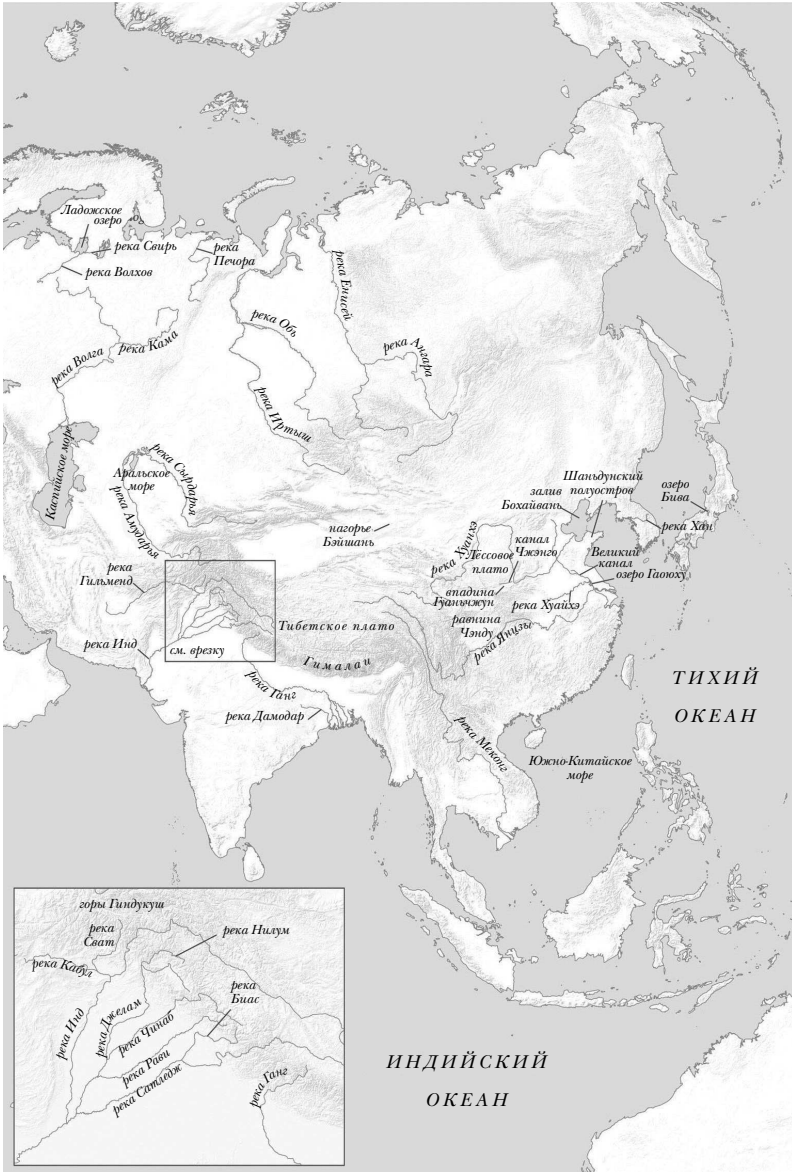 Ладожское
озеро
река Свирь
река Волхов
река
Печора
река Енисей
река Обь
река Ангара
река Кама
река Волга
река Иртыш
Каспийское море
Аральское
море
река Сырдарья
река Амударья
Шаньдунский
полуостров
залив
Бохайвань
озеро
Бива
река Хан
нагорье
Бэйшань
река Хуанхэ
Лёссовое
плато
канал
Чжэнго
Великий
канал
озеро Гаоюху
впадина
Гуаньчжун
река Хуайхэ
равнина
Чэнду
река Янцзы
река
Гильменд
река Инд
см. врезку
Тибетское плато
Гималаи
река Ганг
река Дамодар
река Меконг
Южно-Китайское
море
ТИХИЙ
ОКЕАН
горы Гиндукуш
река
Сват
река Нилум
река Кабул
река
Биас
река Инд
река Джелам
река Чинаб
река Рави
река Сатледж
река Ганг
ИНДИЙСКИЙ
ОКЕАН